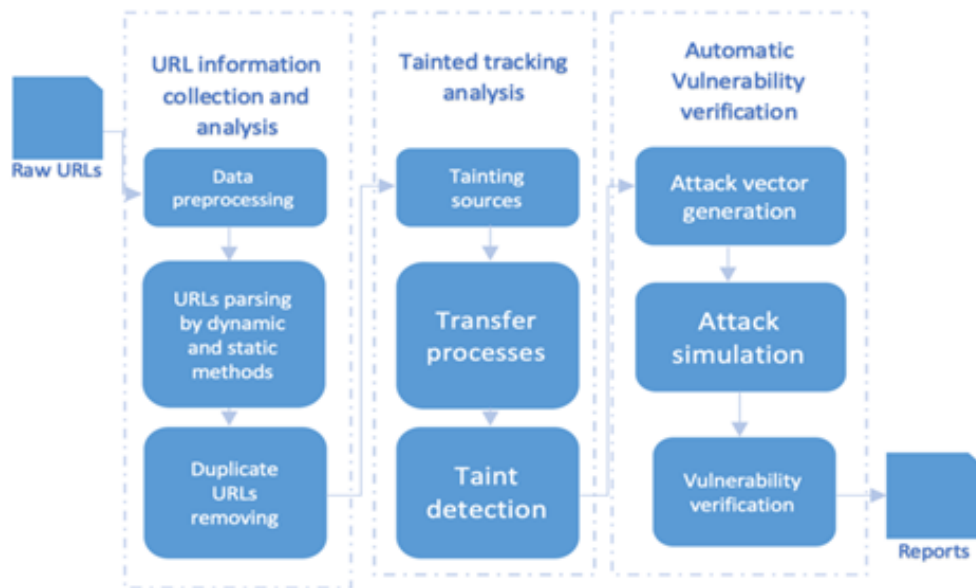 Raw URLs
URL information
collection and
analysis
Data
preprocessing
URLs parsing
by dynamic
and static
methods
Duplicate
URLs
removing
Tainted tracking
analysis
Tainting
sources
Transfer
processes
Taint
detection
Automatic
Vulnerability
verification
Attack vector
generation
Attack
simulation
Vulnerability
verification
Reports